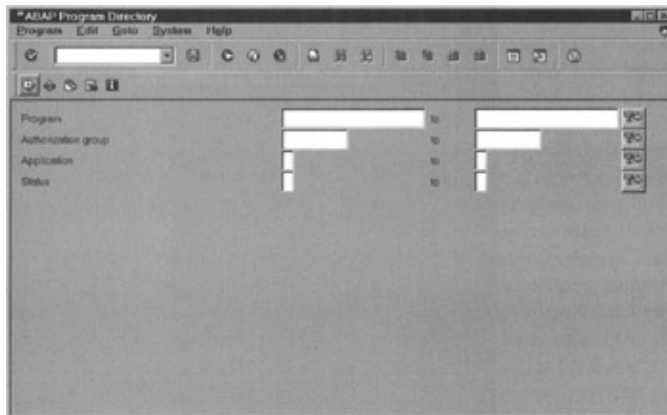 ABAP Program Directory
Program Edit Goto System Help
Program to
Authorization group to
Application to
Status to